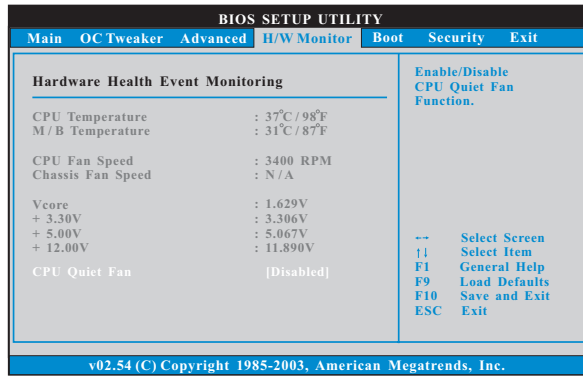 BIOS SETUP UTILITY
Main OC Tweaker Advanced H/W Monitor Boot Security Exit
Hardware Health Event Monitoring
CPU Temperature : 37°C / 98°F
M / B Temperature : 31°C / 87°F
CPU Fan Speed : 3400 RPM
Chassis Fan Speed : N / A
Vcore : 1.629V
+ 3.30V : 3.306V
+ 5.00V : 5.067V
+ 12.00V : 11.890V
CPU Quiet Fan [Disabled]
Enable/Disable
CPU Quiet Fan
Function.
←→ Select Screen
↑↓ Select Item
F1 General Help
F9 Load Defaults
F10 Save and Exit
ESC Exit
v02.54 (C) Copyright 1985-2003, American Megatrends, Inc.